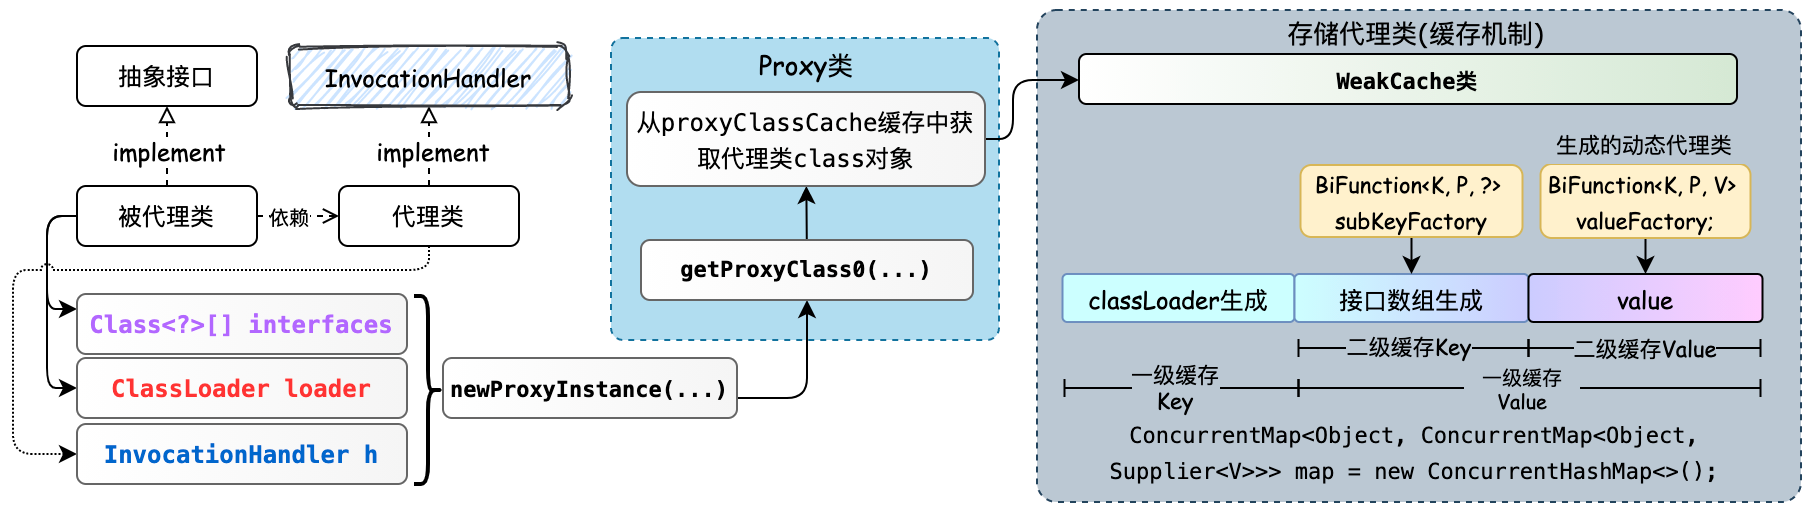 抽象接口
InvocationHandler
implement
implement
被代理类
依赖
代理类
Class<?>[] interfaces
ClassLoader loader
InvocationHandler h
newProxyInstance(...)
Proxy类
从proxyClassCache缓存中获
取代理类class对象
getProxyClass0(...)
存储代理类(缓存机制)
WeakCache类
生成的动态代理类
BiFunction<K, P, ?>
subKeyFactory
BiFunction<K, P, V>
valueFactory;
classLoader生成
接口数组生成
value
二级缓存Key
二级缓存Value
一级缓存
Key
一级缓存
Value
ConcurrentMap<Object, ConcurrentMap<Object,
Supplier<V>>> map = new ConcurrentHashMap<>();